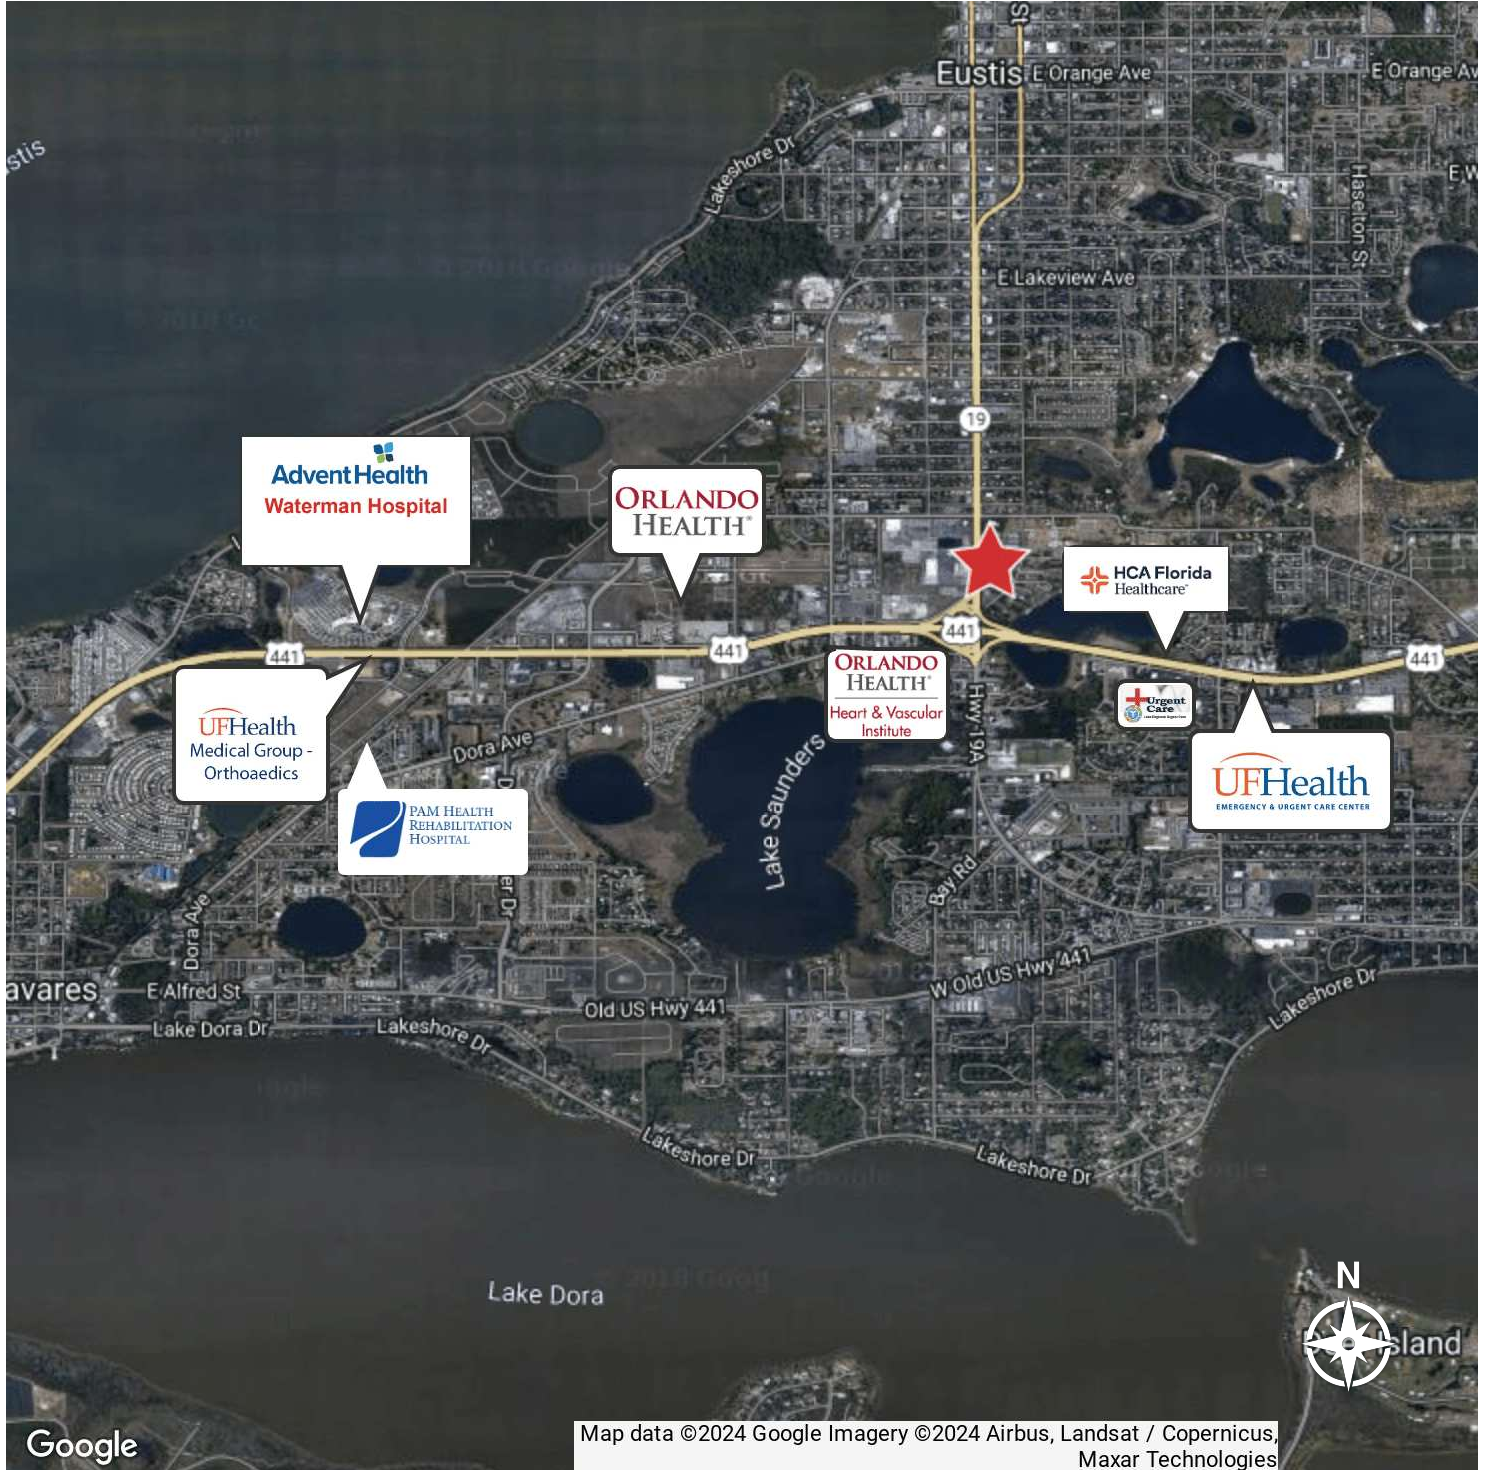 St
Eustis
E Orange Ave
E Orange Av
stis
Lakeshore Dr
Haselton St
E W
E Lakeview Ave
19
AdventHealth
Waterman Hospital
ORLANDO
HEALTH®
HCA Florida
Healthcare
441
441
441
441
ORLANDO
HEALTH®
Heart & Vascular
Institute
Hwy 19A
Urgent
Care
UFHealth
Medical Group -
Orthoaedics
UFHealth
EMERGENCY & URGENT CARE CENTER
Dora Ave
PAM HEALTH
REHABILITATION
HOSPITAL
Lake Saunders
Bay Rd
er Dr
Dora Ave
avares
E Alfred St
Old US Hwy 441
W Old US Hwy 441
Lakeshore Dr
Lake Dora Dr
Lakeshore Dr
Lakeshore Dr
Lakeshore Dr
Lake Dora
N
Island
Google
Map data ©2024 Google Imagery ©2024 Airbus, Landsat / Copernicus,
Maxar Technologies